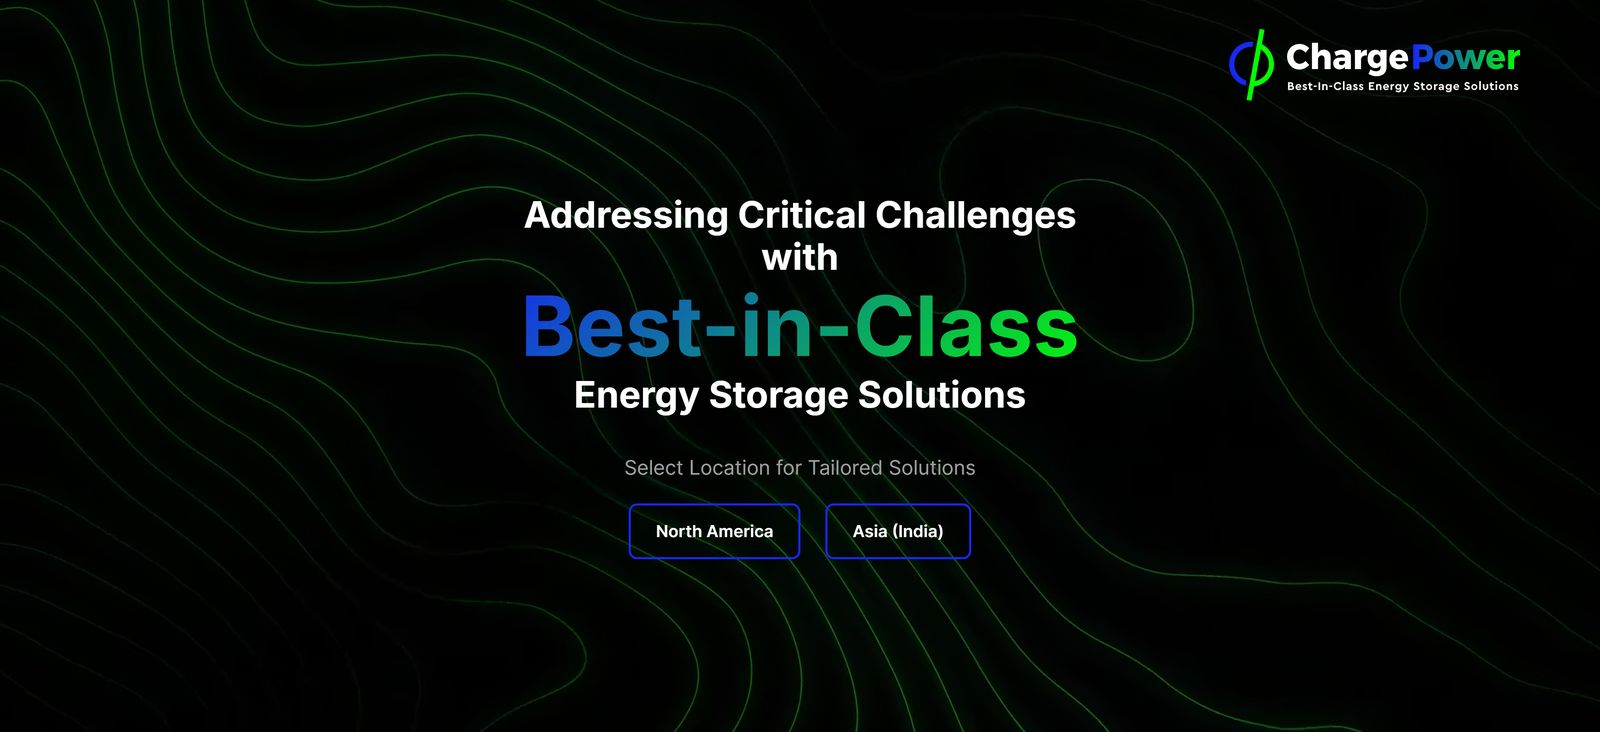 ChargePower
Best-In-Class Energy Storage Solutions
Addressing Critical Challenges
with
Best-in-Class
Energy Storage Solutions
Select Location for Tailored Solutions
North America
Asia (India)